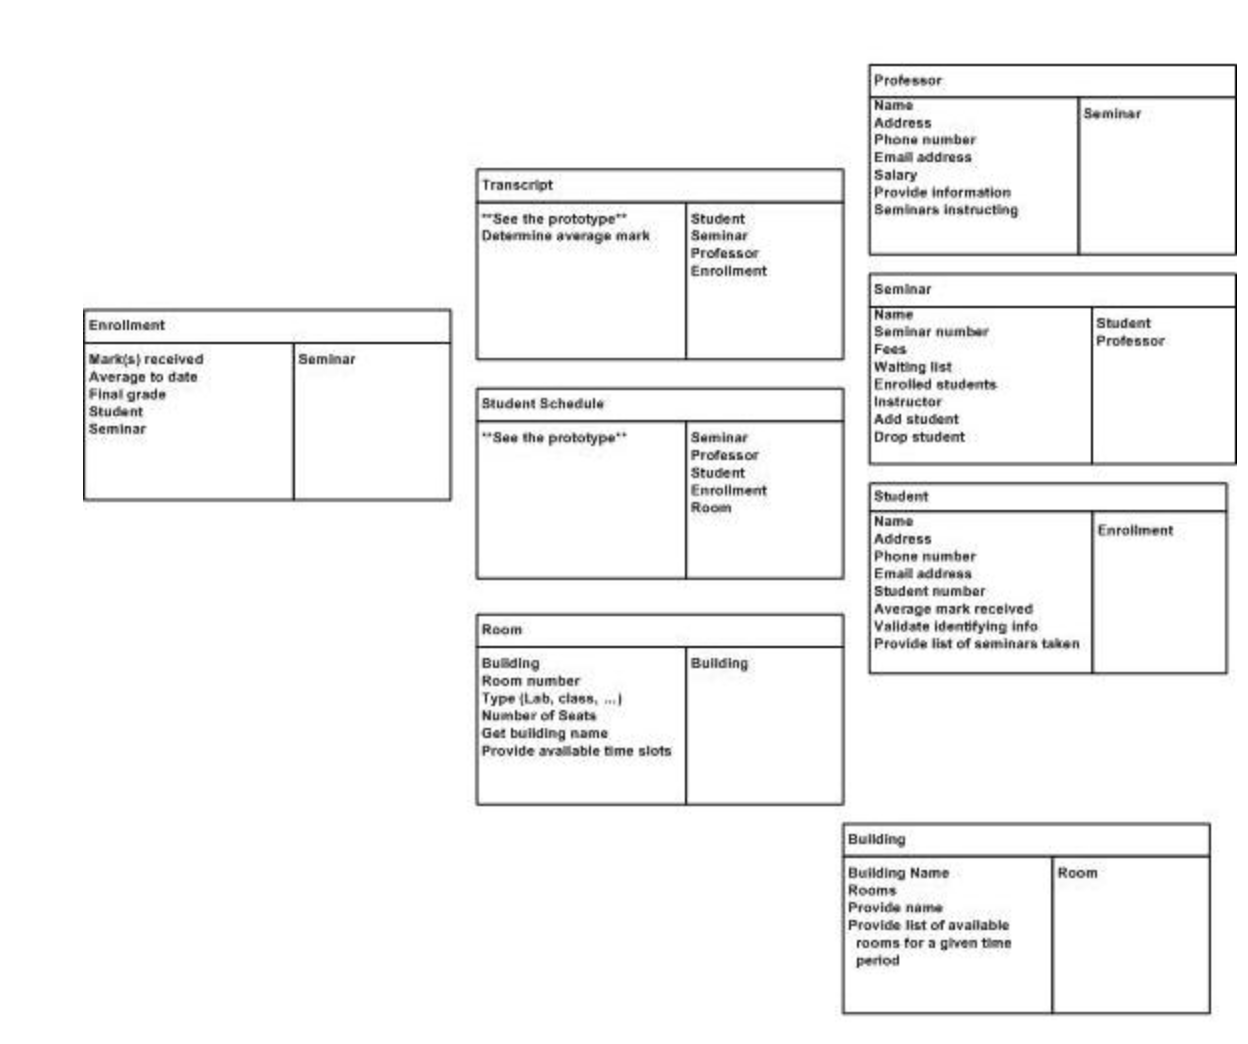 Professor
Name
Address
Phone number
Email address
Salary
Provide information
Seminars instructing
Seminar
Transcript
**See the prototype**
Determine average mark
Student
Seminar
Professor
Enrollment
Seminar
Name
Seminar number
Fees
Waiting list
Enrolled students
Instructor
Add student
Drop student
Student
Professor
Enrollment
Mark(s) received
Average to date
Final grade
Student
Seminar
Seminar
Student Schedule
**See the prototype**
Seminar
Professor
Student
Enrollment
Room
Student
Name
Address
Phone number
Email address
Student number
Average mark received
Validate identifying info
Provide list of seminars taken
Enrollment
Room
Building
Room number
Type (Lab, class, ...)
Number of Seats
Get building name
Provide available time slots
Building
Building
Building Name
Rooms
Provide name
Provide list of available
rooms for a given time
period
Room